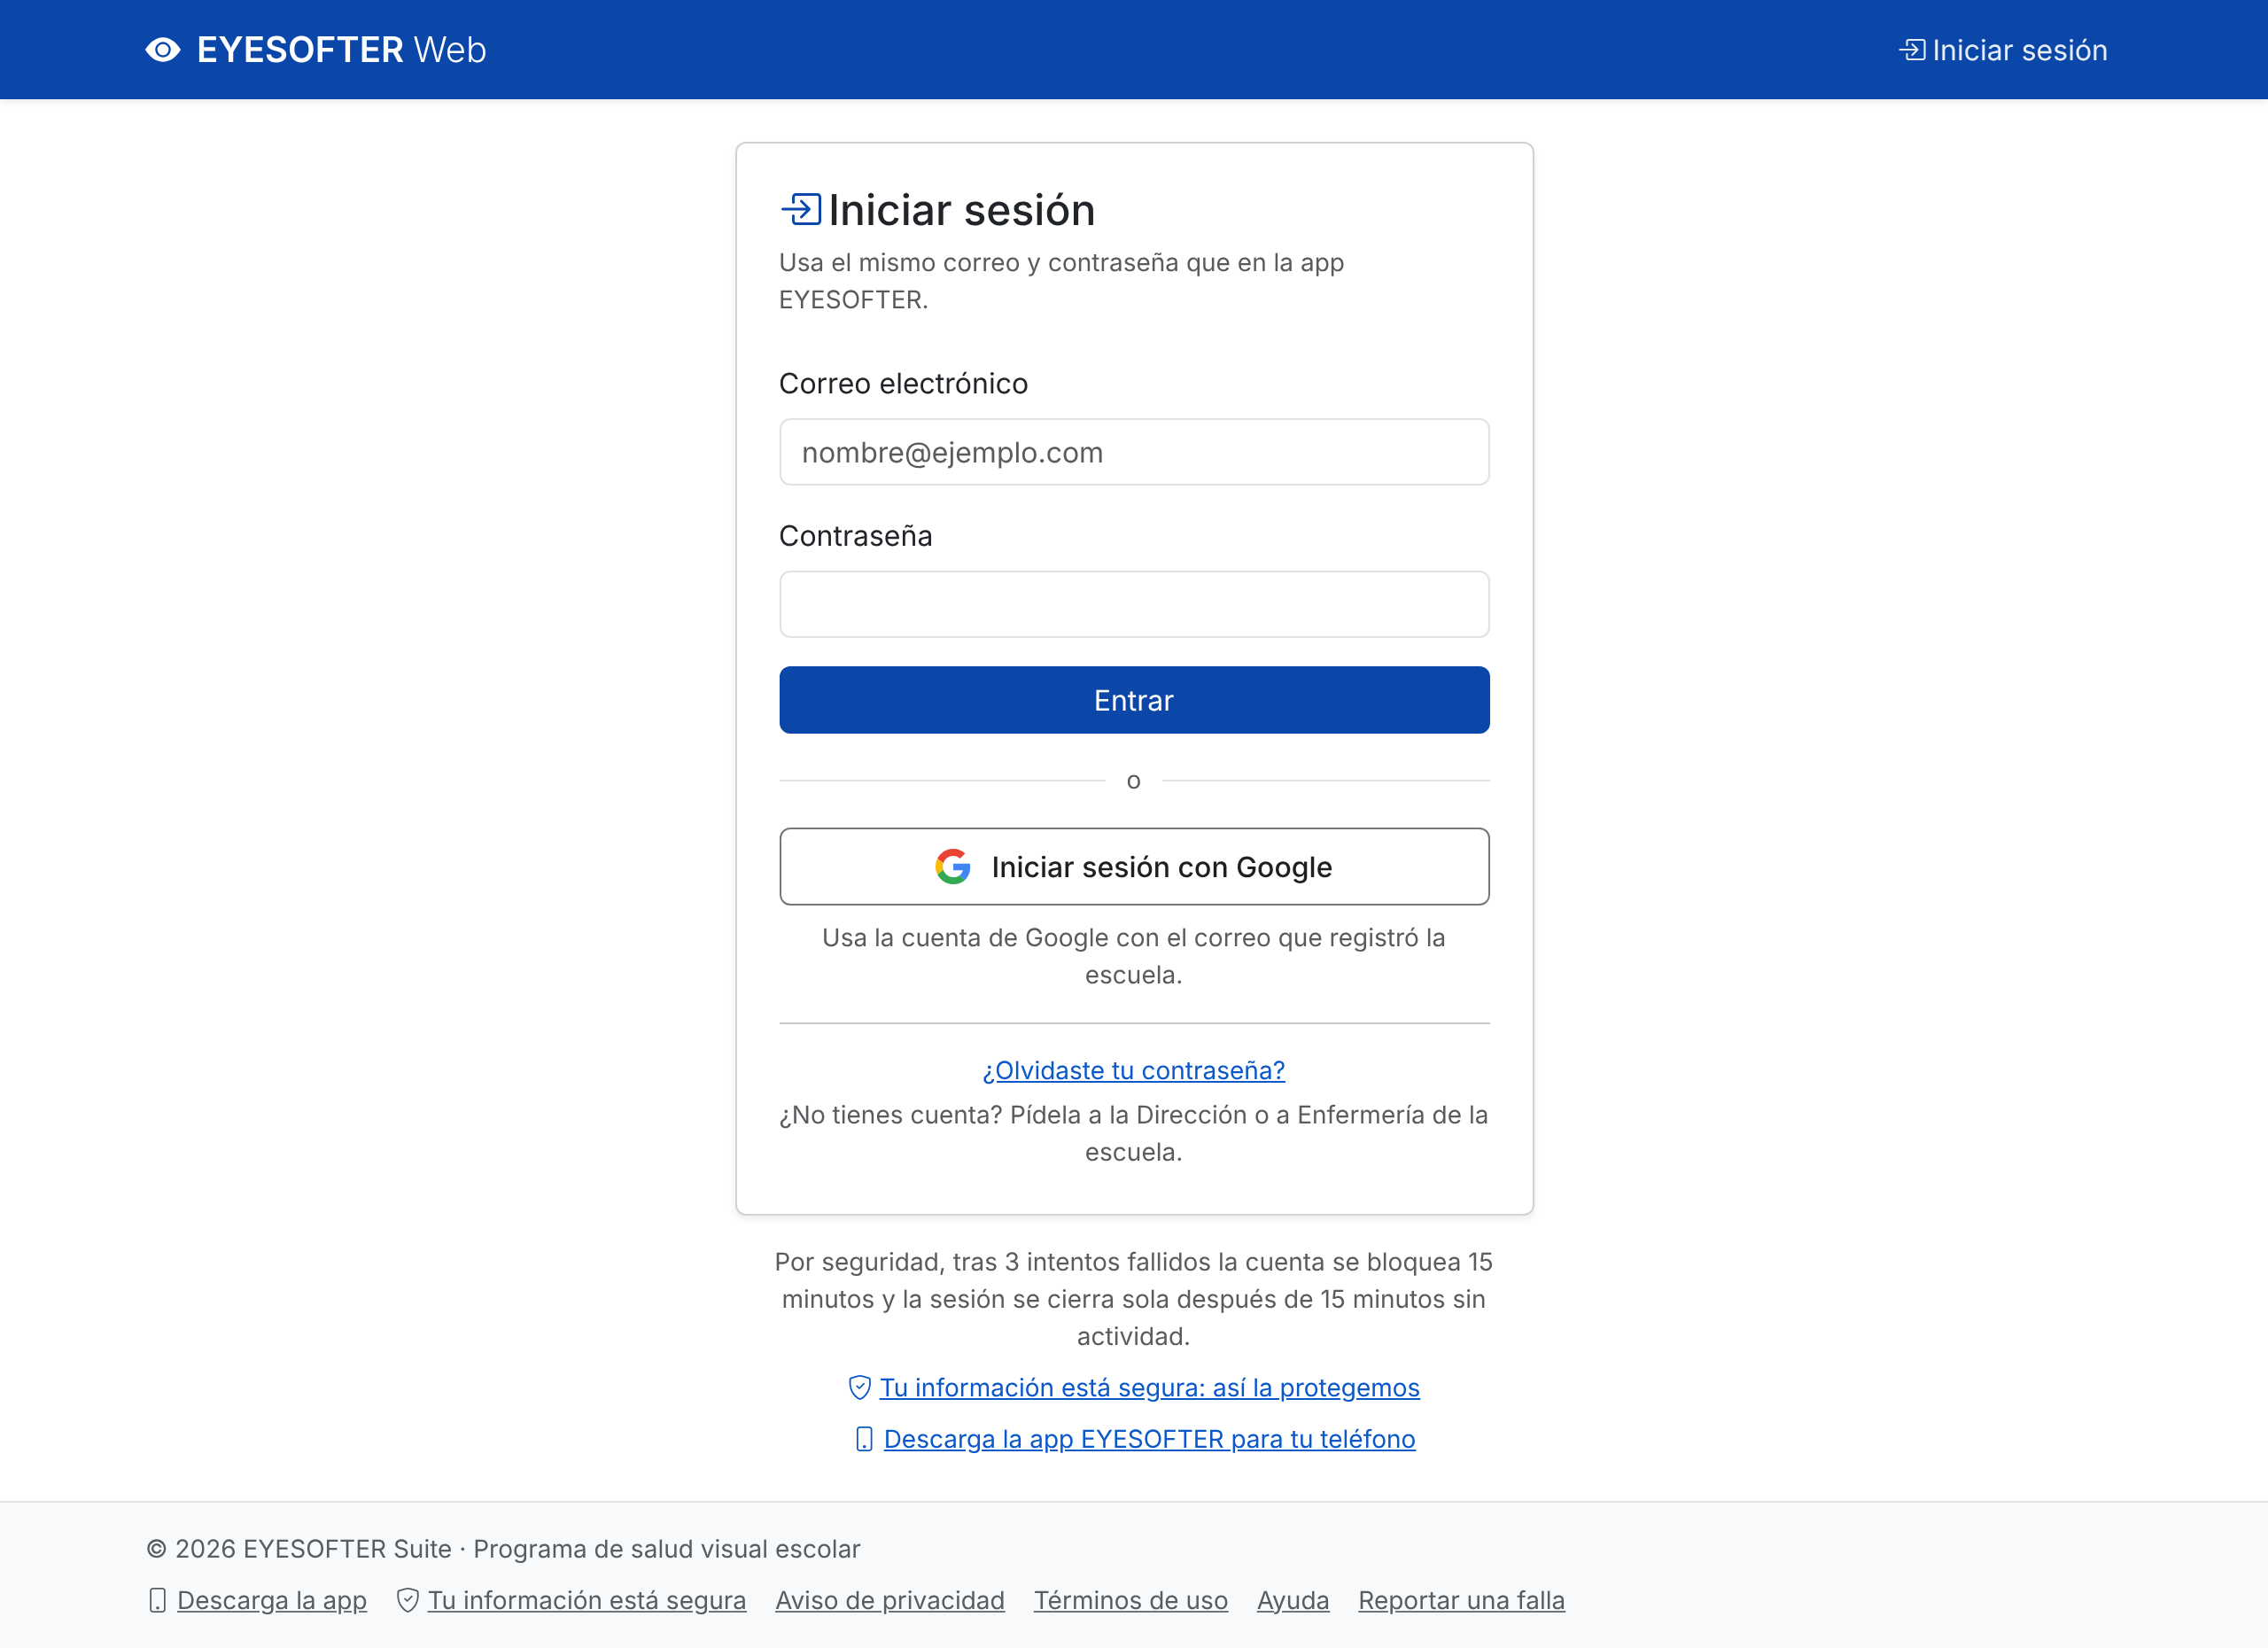 EYESOFTER Web
Iniciar sesión
Iniciar sesión
Usa el mismo correo y contraseña que en la app
EYESOFTER.
Correo electrónico
nombre@ejemplo.com
Contraseña
Entrar
o
Iniciar sesión con Google
Usa la cuenta de Google con el correo que registró la
escuela.
¿Olvidaste tu contraseña?
¿No tienes cuenta? Pídela a la Dirección o a Enfermería de la
escuela.
Por seguridad, tras 3 intentos fallidos la cuenta se bloquea 15
minutos y la sesión se cierra sola después de 15 minutos sin
actividad.
Tu información está segura: así la protegemos
Descarga la app EYESOFTER para tu teléfono
© 2026 EYESOFTER Suite · Programa de salud visual escolar
Descarga la app Tu información está segura Aviso de privacidad Términos de uso Ayuda Reportar una falla